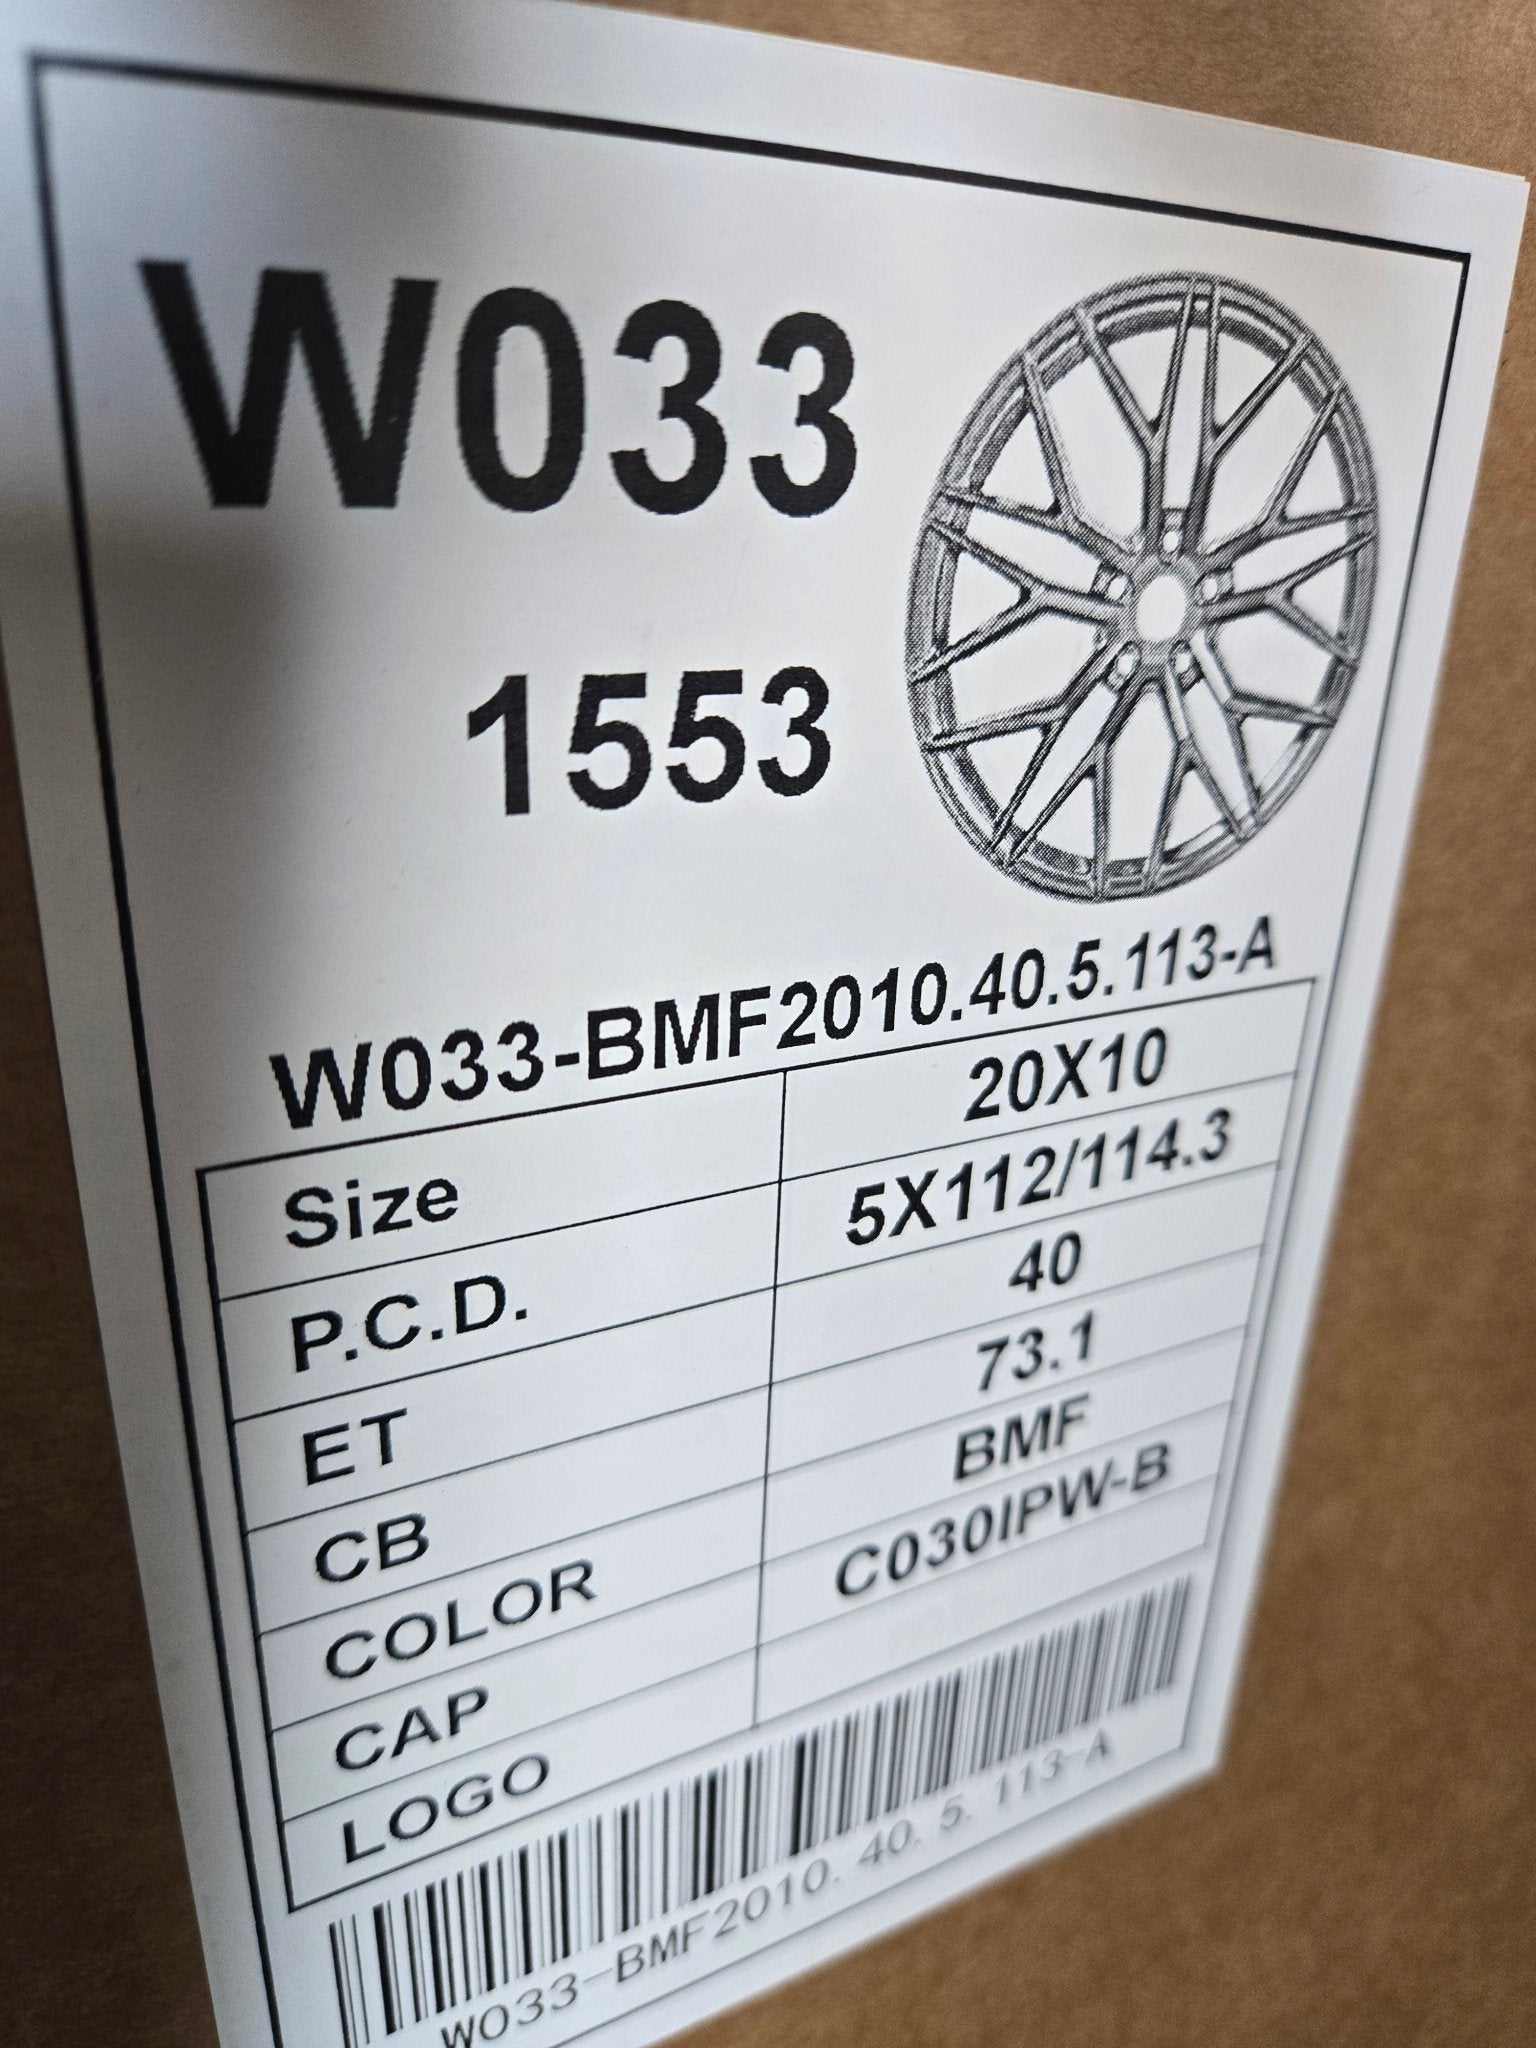 W033
1553
W033-BMF2010.40.5.113-A
Size 20X10
P.C.D. 5X112/114.3
ET 40
CB 73.1
COLOR BMF
CAP C030IPW-B
LOGO
W033-BMF2010.40.5.113-A